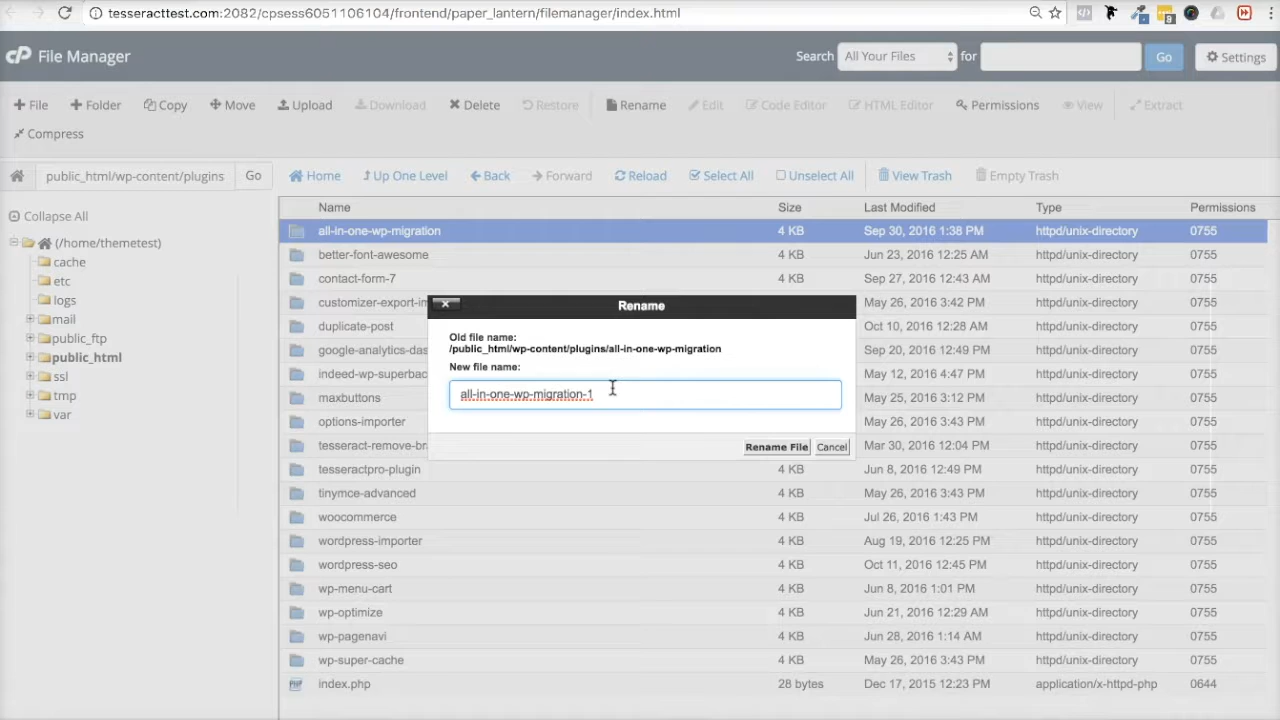 tesseracttest.com:2082/cpsess6051106104/frontend/paper_lantern/filemanager/index.html
cP File Manager
Search All Your Files for Go Settings
File Folder Copy Move Upload Download Delete Restore Rename Edit Code Editor HTML Editor Permissions View Extract
Compress
public_html/wp-content/plugins Go Home Up One Level Back Forward Reload Select All Unselect All View Trash Empty Trash
Collapse All
(/home/themetest)
cache
etc
logs
mail
public_ftp
public_html
ssl
tmp
var
Name Size Last Modified Type Permissions
all-in-one-wp-migration 4 KB Sep 30, 2016 1:38 PM httpd/unix-directory 0755
better-font-awesome 4 KB Jun 23, 2016 12:25 AM httpd/unix-directory 0755
contact-form-7 4 KB Sep 27, 2016 12:43 AM httpd/unix-directory 0755
customizer-export-im May 26, 2016 3:42 PM httpd/unix-directory 0755
duplicate-post Oct 10, 2016 12:28 AM httpd/unix-directory 0755
google-analytics-das Sep 20, 2016 12:49 PM httpd/unix-directory 0755
indeed-wp-superbac May 12, 2016 4:47 PM httpd/unix-directory 0755
maxbuttons May 25, 2016 3:12 PM httpd/unix-directory 0755
options-importer May 26, 2016 3:43 PM httpd/unix-directory 0755
tesseract-remove-br Mar 30, 2016 12:04 PM httpd/unix-directory 0755
tesseractpro-plugin 4 KB Jun 8, 2016 12:49 PM httpd/unix-directory 0755
tinymce-advanced 4 KB May 26, 2016 3:43 PM httpd/unix-directory 0755
woocommerce 4 KB Jul 26, 2016 1:43 PM httpd/unix-directory 0755
wordpress-importer 4 KB Aug 19, 2016 12:25 PM httpd/unix-directory 0755
wordpress-seo 4 KB Oct 11, 2016 12:45 PM httpd/unix-directory 0755
wp-menu-cart 4 KB Jun 8, 2016 1:01 PM httpd/unix-directory 0755
wp-optimize 4 KB Jun 21, 2016 12:29 AM httpd/unix-directory 0755
wp-pagenavi 4 KB Jun 28, 2016 1:14 AM httpd/unix-directory 0755
wp-super-cache 4 KB May 26, 2016 3:43 PM httpd/unix-directory 0755
index.php 28 bytes Dec 17, 2015 12:23 PM application/x-httpd-php 0644
Rename
Old file name:
/public_html/wp-content/plugins/all-in-one-wp-migration
New file name:
all-in-one-wp-migration-1
Rename File Cancel